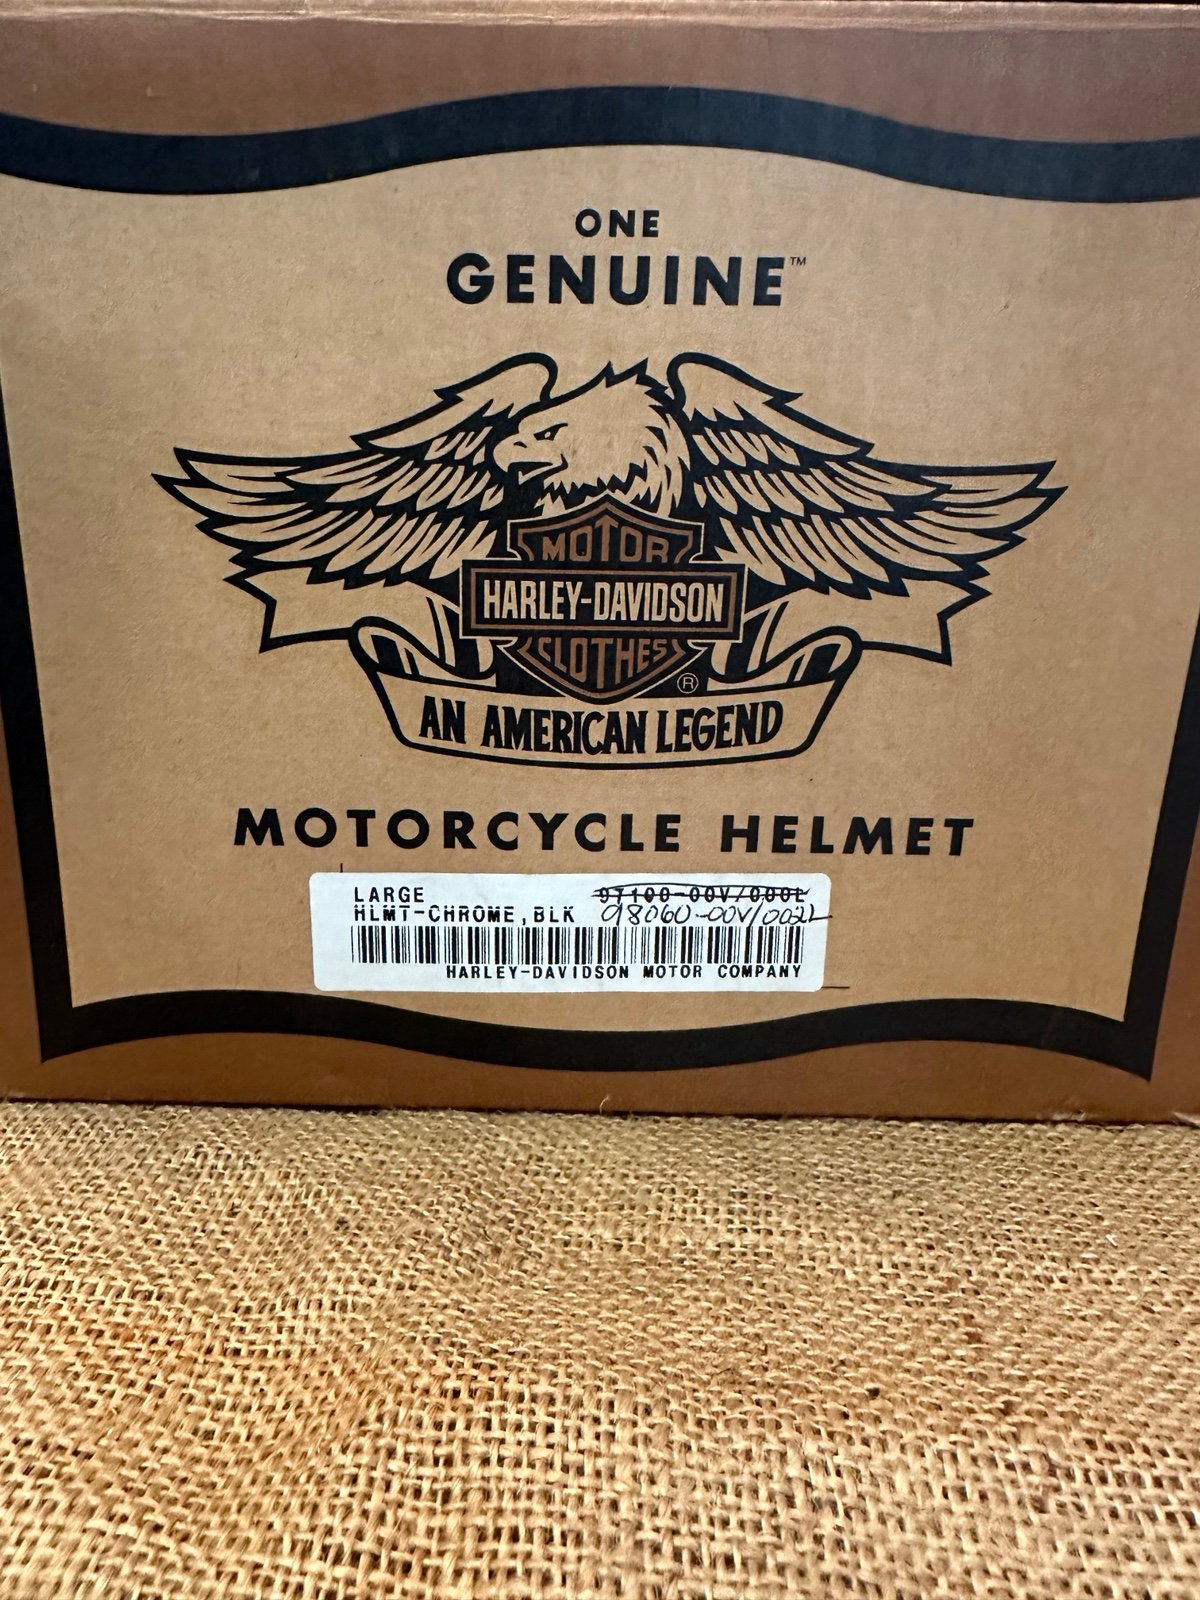 ONE
GENUINE™
MOTOR
HARLEY-DAVIDSON
CLOTHES
®
AN AMERICAN LEGEND
MOTORCYCLE HELMET
LARGE 97100-00V/000L
HLMT-CHROME,BLK 98060-00V/002L
HARLEY-DAVIDSON MOTOR COMPANY